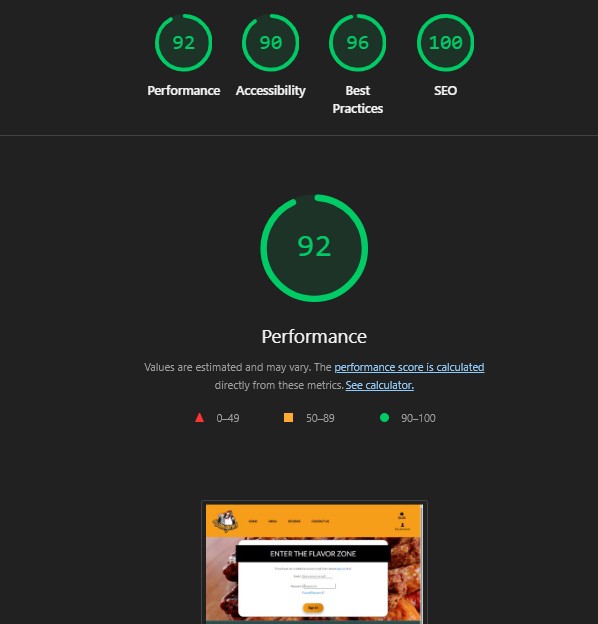 92
90
96
100
Performance
Accessibility
Best
Practices
SEO
92
Performance
Values are estimated and may vary. The performance score is calculated
directly from these metrics. See calculator.
0–49
50–89
90–100
HOME
MENU
REVIEWS
CONTACT US
ENTER THE FLAVOR ZONE
Sign In